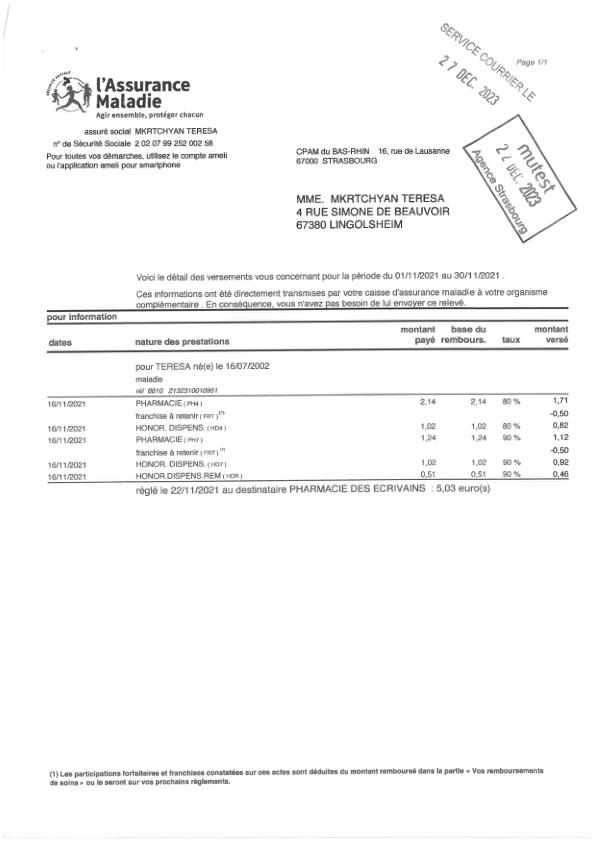 SERVICE COURRIER LE
27 DEC. 2023
Page 1/1
SÉCURITÉ SOCIALE
l'Assurance
Maladie
Agir ensemble, protéger chacun
mutest
22 DEC. 2023
Agence Strasbourg
assuré social MKRTCHYAN TERESA
n° de Sécurité Sociale 2 02 07 99 252 002 58
Pour toutes vos démarches, utilisez le compte ameli
ou l'application ameli pour smartphone
CPAM du BAS-RHIN 16, rue de Lausanne
67000 STRASBOURG
MME. MKRTCHYAN TERESA
4 RUE SIMONE DE BEAUVOIR
67380 LINGOLSHEIM
Voici le détail des versements vous concernant pour la période du 01/11/2021 au 30/11/2021 .
Ces informations ont été directement transmises par votre caisse d'assurance maladie à votre organisme
complémentaire . En conséquence, vous n'avez pas besoin de lui envoyer ce relevé.
pour information
dates nature des prestations montant payé base du rembours. taux montant versé
pour TERESA né(e) le 16/07/2002
maladie
réf 6810 2132310010951
16/11/2021 PHARMACIE ( PH4 ) 2,14 2,14 80 % 1,71
franchise à retenir ( FRT ) (1) -0,50
16/11/2021 HONOR. DISPENS. ( HD4 ) 1,02 1,02 80 % 0,82
16/11/2021 PHARMACIE ( PH7 ) 1,24 1,24 90 % 1,12
franchise à retenir ( FRT ) (1) -0,50
16/11/2021 HONOR. DISPENS. ( HD7 ) 1,02 1,02 90 % 0,92
16/11/2021 HONOR.DISPENS.REM ( HDR ) 0,51 0,51 90 % 0,46
réglé le 22/11/2021 au destinataire PHARMACIE DES ECRIVAINS : 5,03 euro(s)
(1) Les participations forfaitaires et franchises constatées sur ces actes sont déduites du montant remboursé dans la partie « Vos remboursements
de soins » ou le seront sur vos prochains règlements.